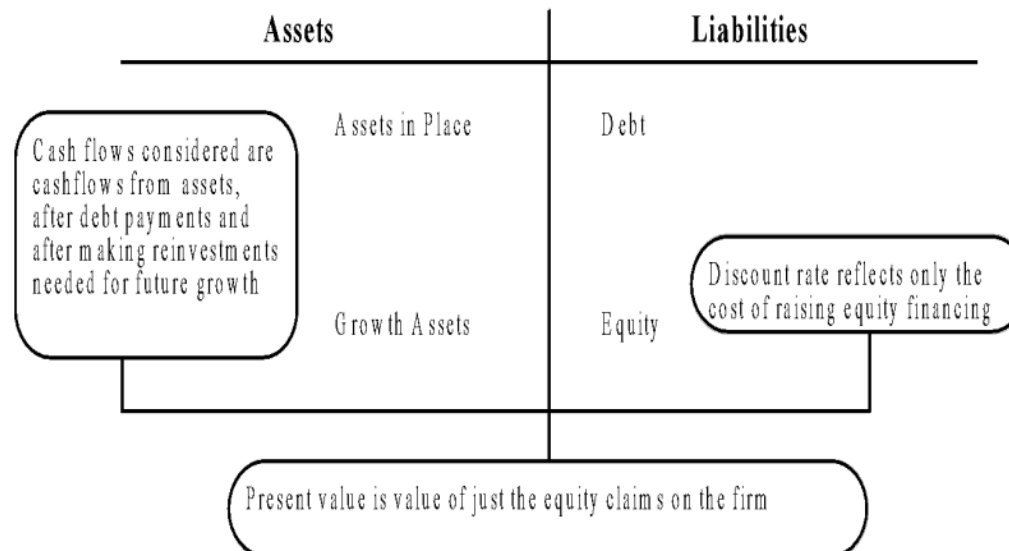 Assets
Liabilities
Assets in Place
Debt
Cash flows considered are
cashflows from assets,
after debt payments and
after making reinvestments
needed for future growth
Discount rate reflects only the
cost of raising equity financing
Growth Assets
Equity
Present value is value of just the equity claims on the firm